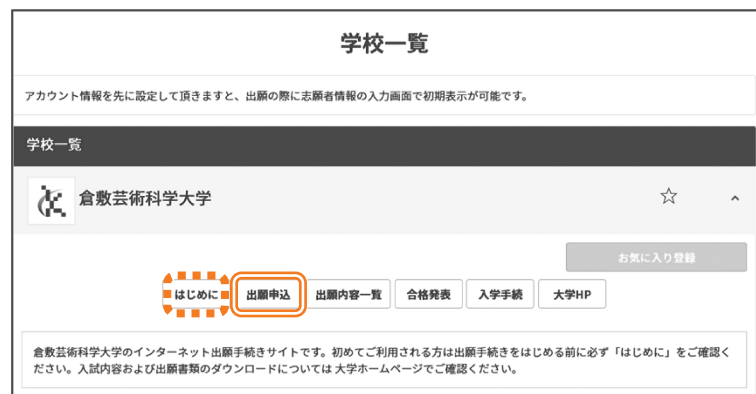 学校一覧
アカウント情報を先に設定して頂きますと、出願の際に志願者情報の入力画面で初期表示が可能です。
学校一覧
倉敷芸術科学大学
お気に入り登録
はじめに 出願申込 出願内容一覧 合格発表 入学手続 大学HP
倉敷芸術科学大学のインターネット出願手続きサイトです。初めてご利用される方は出願手続きをはじめる前に必ず「はじめに」をご確認く
ださい。入試内容および出願書類のダウンロードについては 大学ホームページでご確認ください。